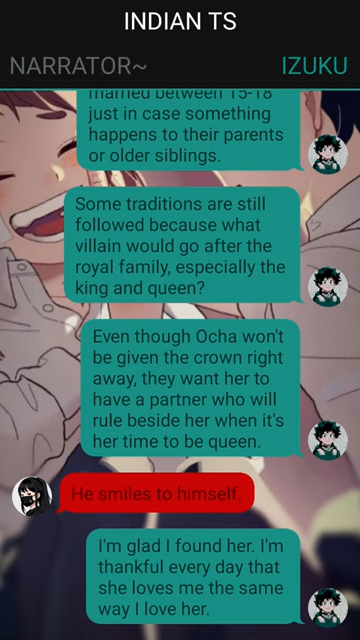 INDIAN TS
NARRATOR~
IZUKU
married between 15-18
just in case something
happens to their parents
or older siblings.
Some traditions are still
followed because what
villain would go after the
royal family, especially the
king and queen?
Even though Ocha won't
be given the crown right
away, they want her to
have a partner who will
rule beside her when it's
her time to be queen.
He smiles to himself.
I'm glad I found her. I'm
thankful every day that
she loves me the same
way I love her.